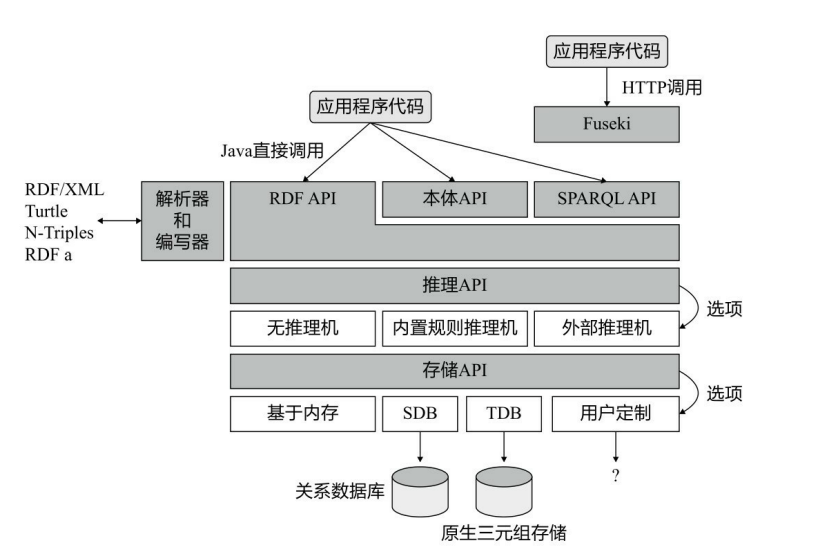 应用程序代码
HTTP调用
Fuseki
应用程序代码
Java直接调用
RDF/XML
Turtle
N-Triples
RDF a
解析器
和
编写器
RDF API
本体API
SPARQL API
推理API
选项
无推理机
内置规则推理机
外部推理机
存储API
选项
基于内存
SDB
TDB
用户定制
?
关系数据库
原生三元组存储